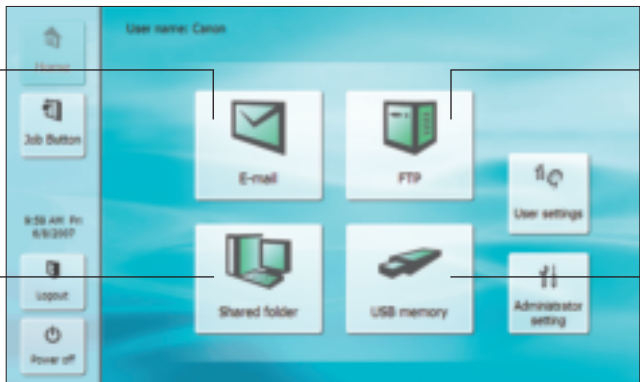 User name: Canon
Home
Job Button
9:58 AM Fri
6/8/2007
Logout
Power off
E-mail
FTP
Shared folder
USB memory
User settings
Administrator
setting